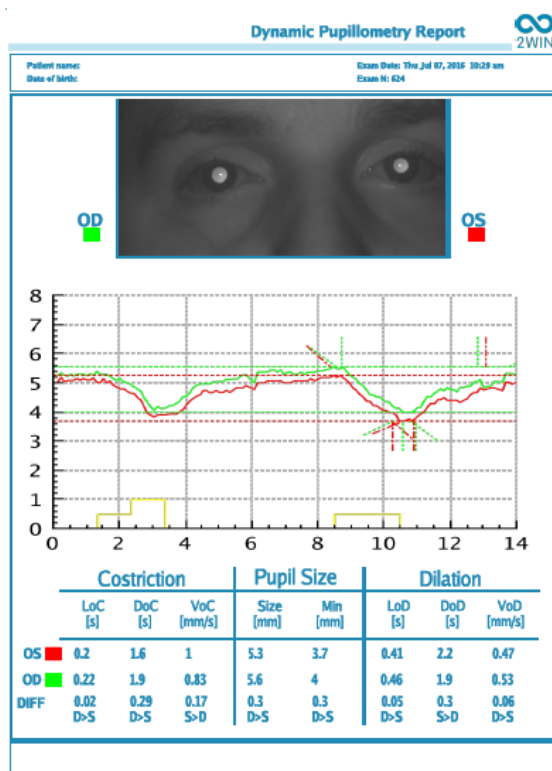 Dynamic Pupillometry Report
2WIN
Patient name:
Exam Date: Thu Jul 07, 2016 10:29 am
Date of birth:
Exam N: 624
OD
OS
8
7
6
5
4
3
2
1
0
0 2 4 6 8 10 12 14
Costriction Pupil Size Dilation
LoC [s] DoC [s] VoC [mm/s] Size [mm] Min [mm] LoD [s] DoD [s] VoD [mm/s]
OS 0.2 1.6 1 5.3 3.7 0.41 2.2 0.47
OD 0.22 1.9 0.83 5.6 4 0.46 1.9 0.53
DIFF 0.02 0.29 0.17 0.3 0.3 0.05 0.3 0.06
D>S D>S S>D D>S D>S D>S S>D D>S